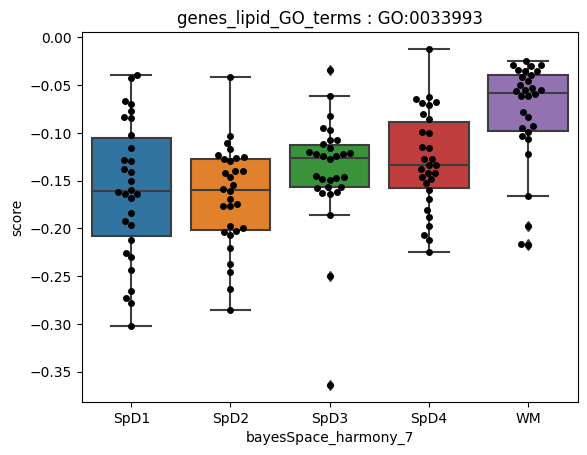 genes_lipid_GO_terms : GO:0033993
0.00
−0.05
−0.10
−0.15
−0.20
−0.25
−0.30
−0.35
score
SpD1 SpD2 SpD3 SpD4 WM
bayesSpace_harmony_7